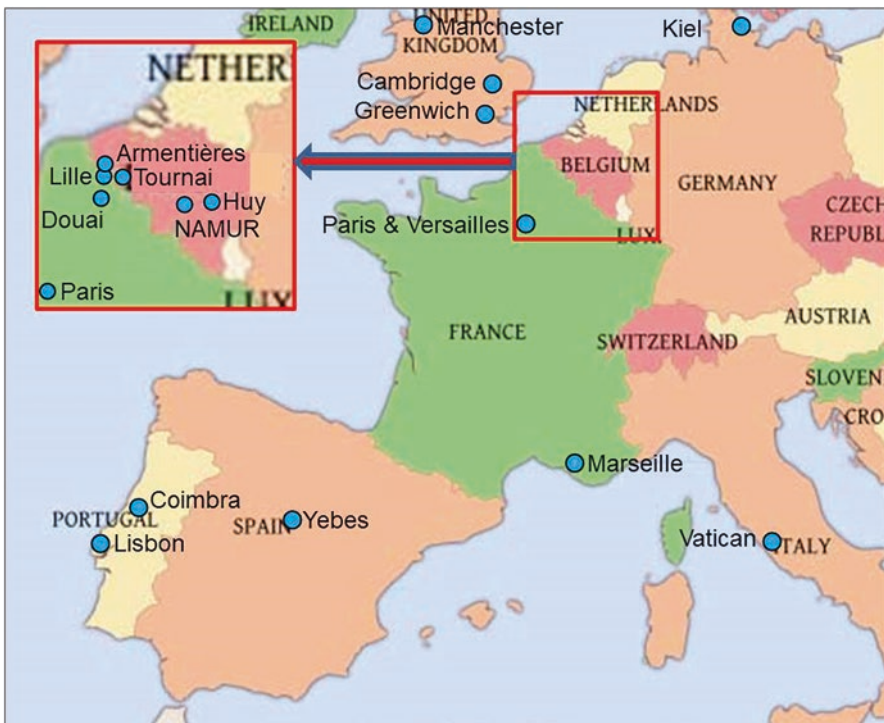 IRELAND
UNITED
KINGDOM
Manchester
Kiel
NETHER
Cambridge
Greenwich
NETHERLANDS
Armentières
Lille
Tournai
BELGIUM
GERMANY
Huy
Douai
NAMUR
CZECH
REPUBL
Paris & Versailles
LUX.
Paris
LUX
AUSTRIA
FRANCE
SWITZERLAND
SLOVEN
CRO
Marseille
Coimbra
PORTUGAL
SPAIN
Yebes
Lisbon
Vatican
ITALY